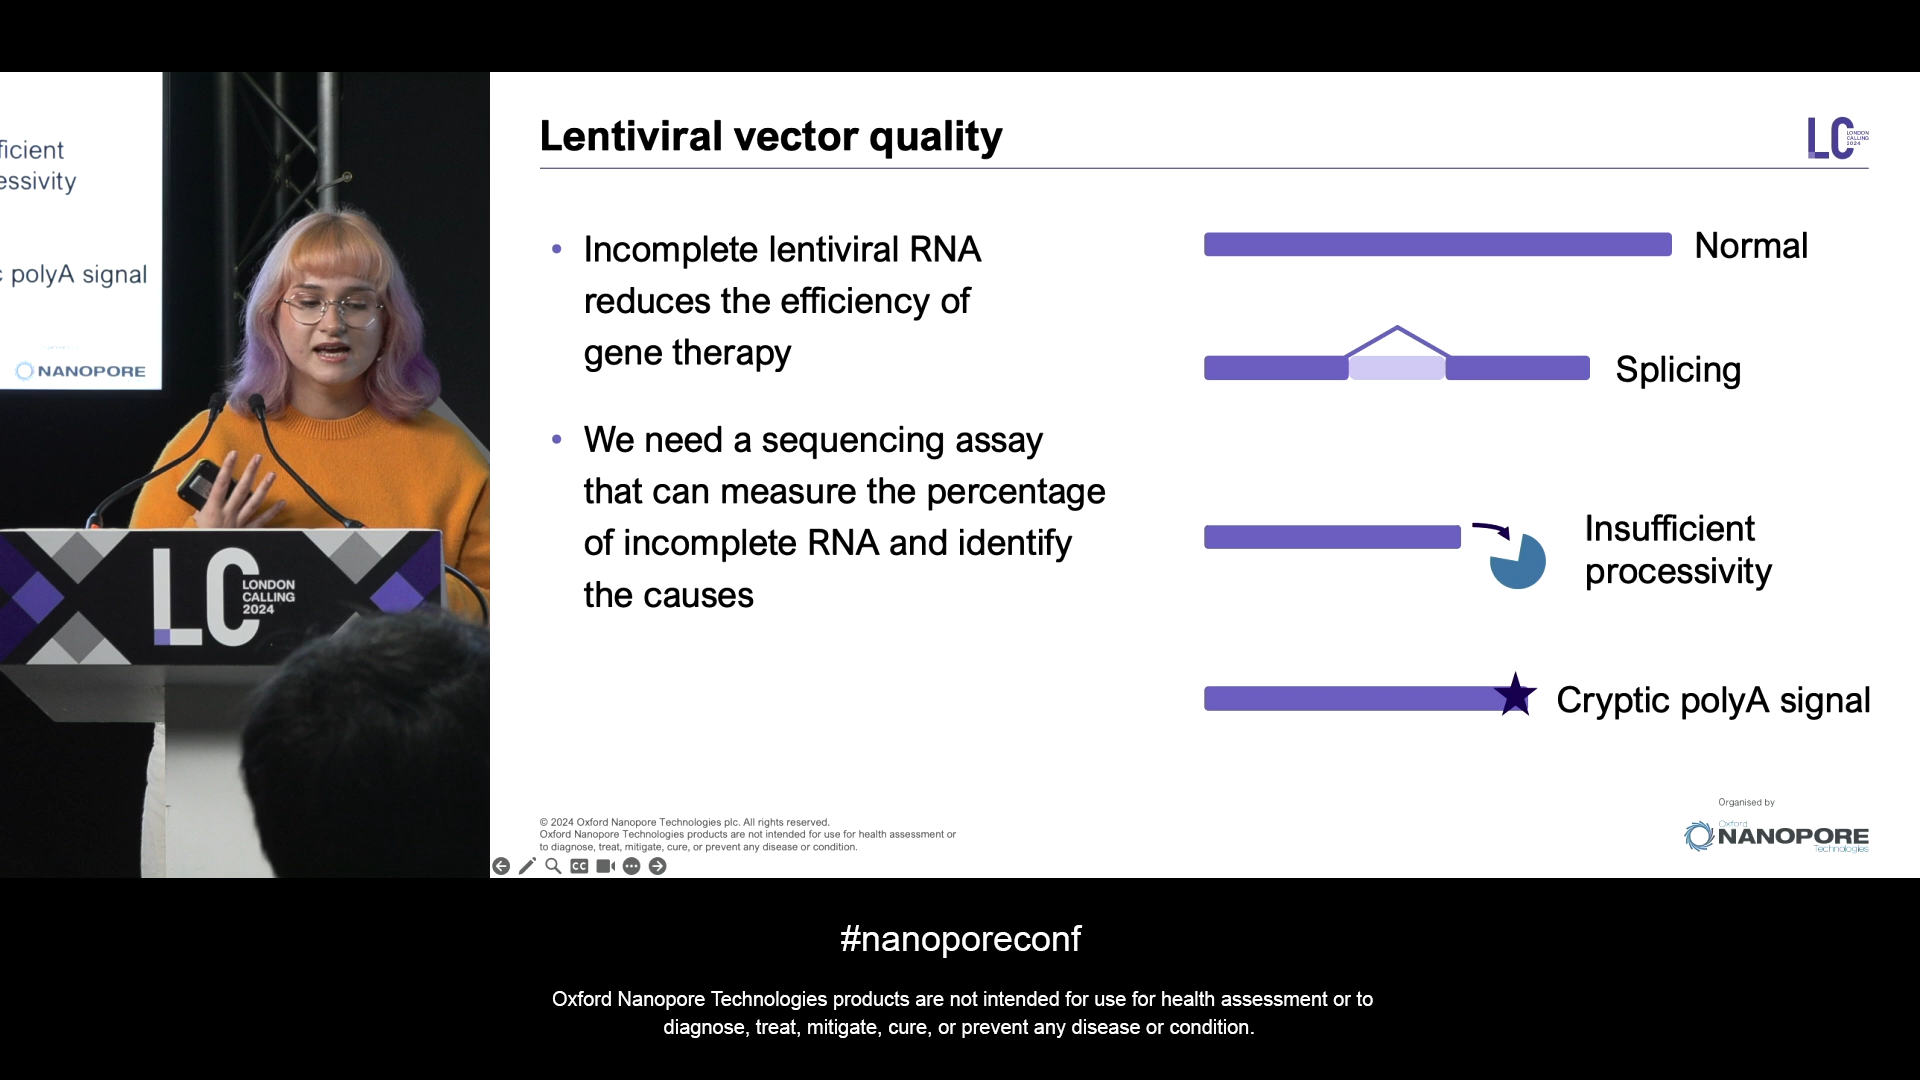 ficient
essivity
c polyA signal
NANOPORE
LC
LONDON
CALLING
2024
Lentiviral vector quality
LC
LONDON
CALLING
2024
• Incomplete lentiviral RNA
reduces the efficiency of
gene therapy
• We need a sequencing assay
that can measure the percentage
of incomplete RNA and identify
the causes
Normal
Splicing
Insufficient
processivity
Cryptic polyA signal
© 2024 Oxford Nanopore Technologies plc. All rights reserved.
Oxford Nanopore Technologies products are not intended for use for health assessment or
to diagnose, treat, mitigate, cure, or prevent any disease or condition.
CC
Organised by
Oxford
NANOPORE
Technologies
#nanoporeconf
Oxford Nanopore Technologies products are not intended for use for health assessment or to
diagnose, treat, mitigate, cure, or prevent any disease or condition.